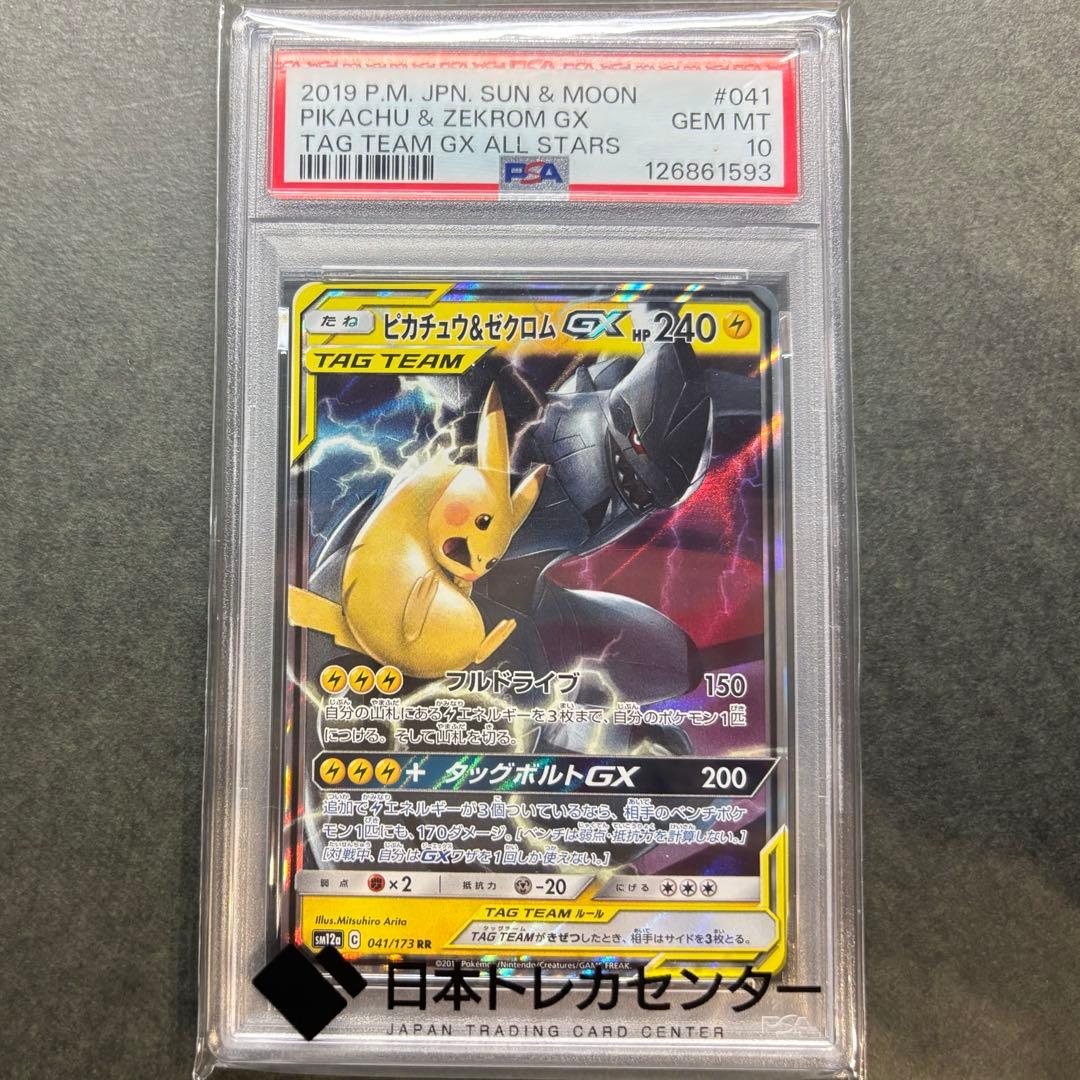 2019 P.M. JPN. SUN & MOON #041
PIKACHU & ZEKROM GX GEM MT
TAG TEAM GX ALL STARS 10
PSA 126861593
たね ピカチュウ&ゼクロムGX HP240
TAG TEAM
フルドライブ 150
自分の山札にあるエネルギーを3枚まで、自分のポケモン1匹
につける。そして山札を切る。
+ タッグボルトGX 200
追加でエネルギーが3個ついているなら、相手のベンチポケ
モン1匹にも、170ダメージ。[ベンチは弱点・抵抗力を計算しない。]
[対戦中、自分はGXワザを1回しか使えない。]
弱点 ×2 抵抗力 -20 にげる
Illus.Mitsuhiro Arita
TAG TEAM ルール
TAG TEAMがきぜつしたとき、相手はサイドを3枚とる。
sm12a C 041/173 RR
Pokémon/Nintendo/Creatures/GAME FREAK.
日本トレカセンター
JAPAN TRADING CARD CENTER
PSA